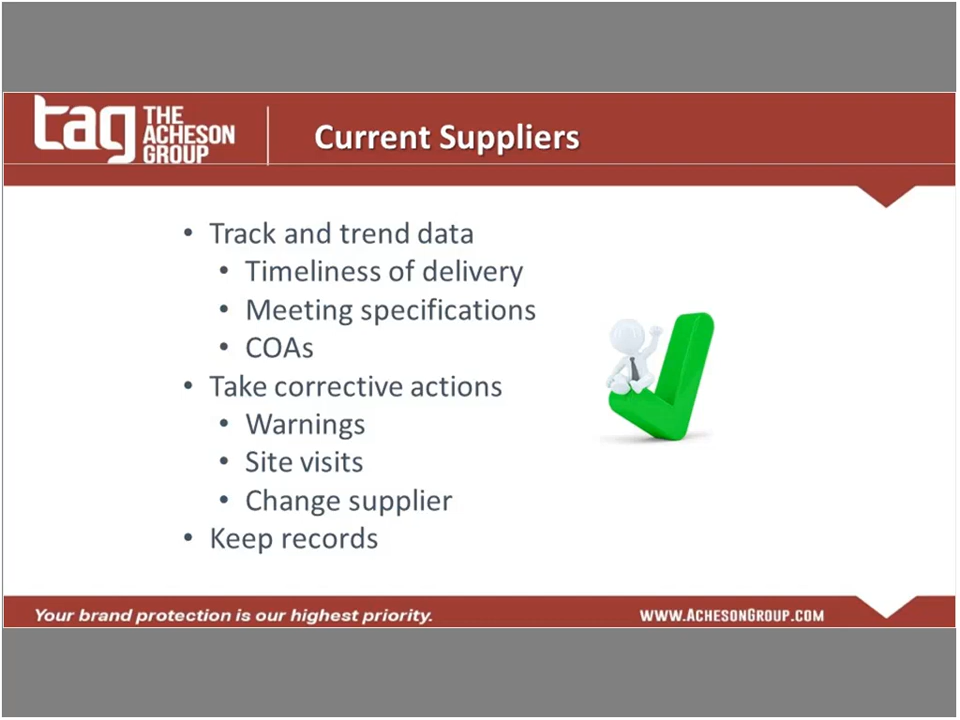 tag THE
ACHESON
GROUP
Current Suppliers
• Track and trend data
• Timeliness of delivery
• Meeting specifications
• COAs
• Take corrective actions
• Warnings
• Site visits
• Change supplier
• Keep records
Your brand protection is our highest priority.
WWW.ACHESONGROUP.COM